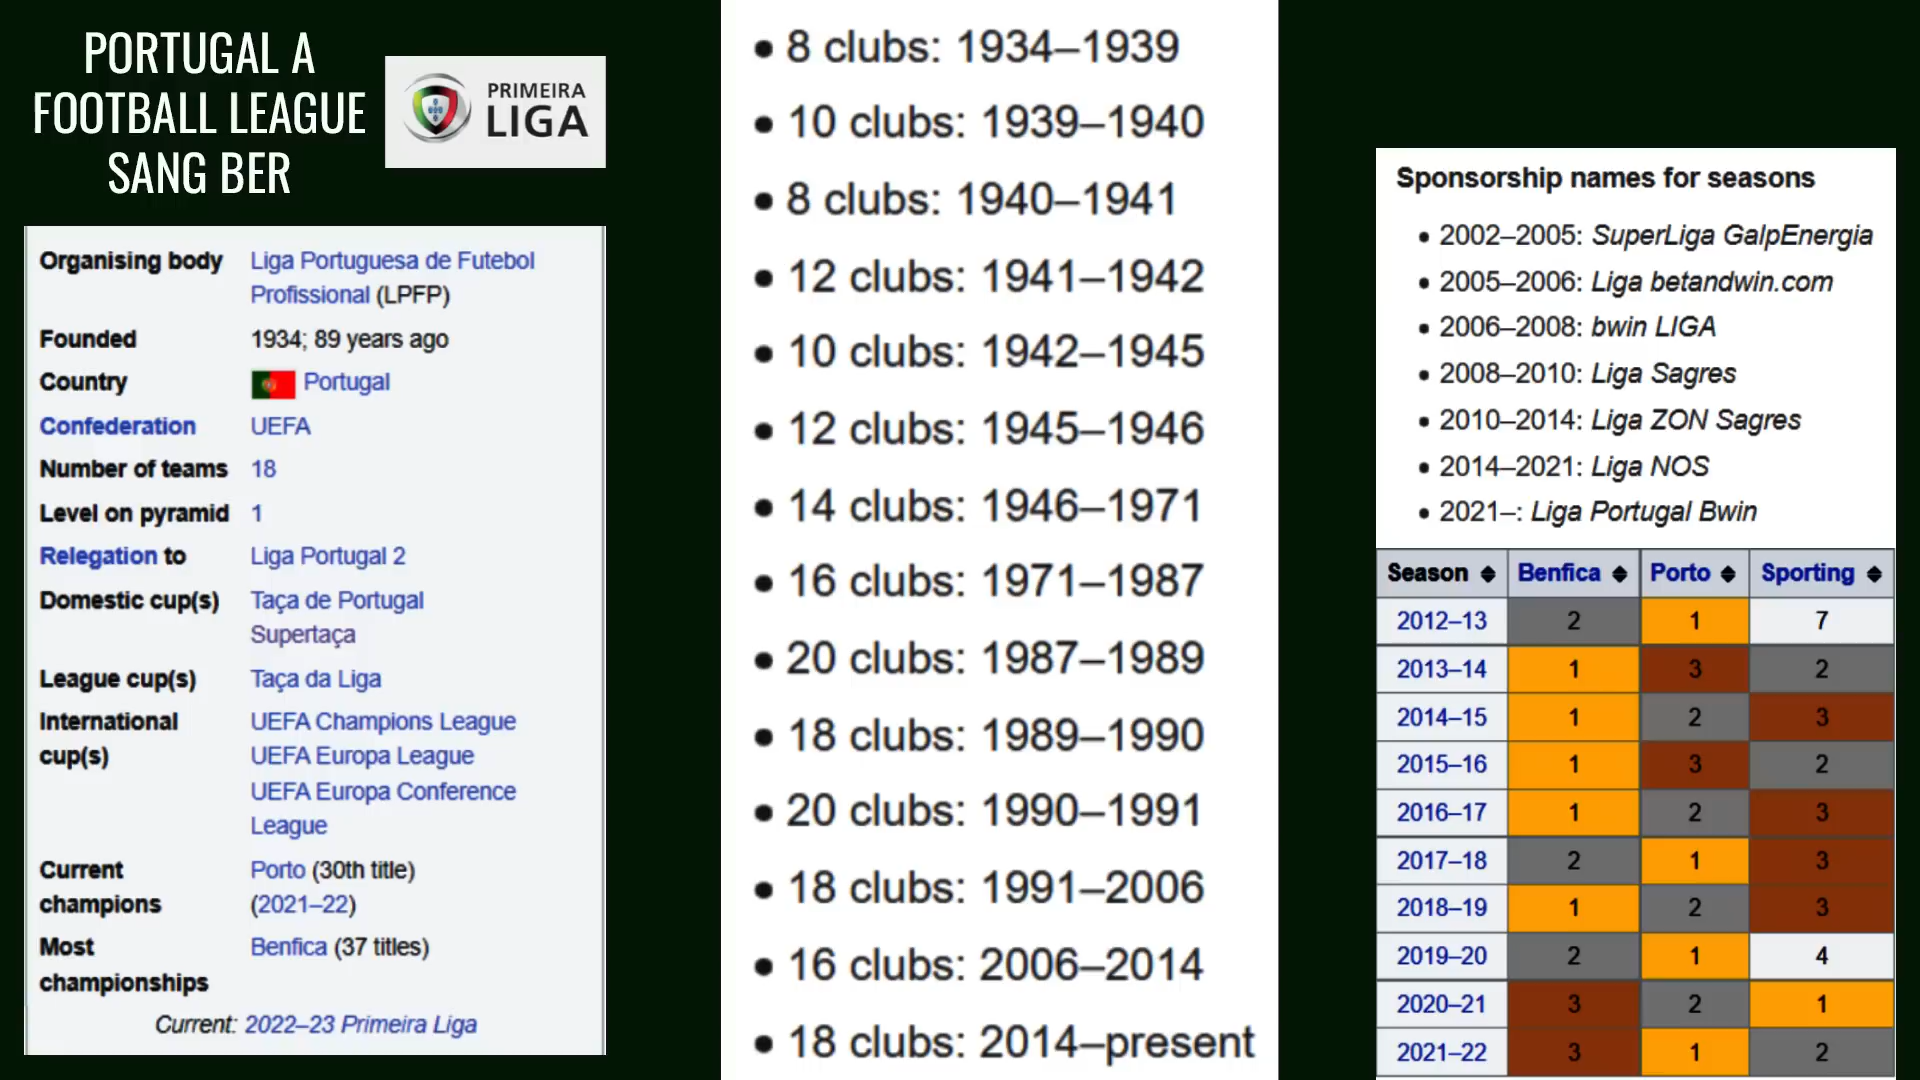 PORTUGAL A
FOOTBALL LEAGUE
SANG BER
PRIMEIRA
LIGA
Organising body Liga Portuguesa de Futebol
Profissional (LPFP)
Founded 1934; 89 years ago
Country Portugal
Confederation UEFA
Number of teams 18
Level on pyramid 1
Relegation to Liga Portugal 2
Domestic cup(s) Taça de Portugal
Supertaça
League cup(s) Taça da Liga
International UEFA Champions League
cup(s) UEFA Europa League
UEFA Europa Conference
League
Current Porto (30th title)
champions (2021–22)
Most Benfica (37 titles)
championships
Current: 2022–23 Primeira Liga
• 8 clubs: 1934–1939
• 10 clubs: 1939–1940
• 8 clubs: 1940–1941
• 12 clubs: 1941–1942
• 10 clubs: 1942–1945
• 12 clubs: 1945–1946
• 14 clubs: 1946–1971
• 16 clubs: 1971–1987
• 20 clubs: 1987–1989
• 18 clubs: 1989–1990
• 20 clubs: 1990–1991
• 18 clubs: 1991–2006
• 16 clubs: 2006–2014
• 18 clubs: 2014–present
Sponsorship names for seasons
• 2002–2005: SuperLiga GalpEnergia
• 2005–2006: Liga betandwin.com
• 2006–2008: bwin LIGA
• 2008–2010: Liga Sagres
• 2010–2014: Liga ZON Sagres
• 2014–2021: Liga NOS
• 2021–: Liga Portugal Bwin
Season Benfica Porto Sporting
2012–13 2 1 7
2013–14 1 3 2
2014–15 1 2 3
2015–16 1 3 2
2016–17 1 2 3
2017–18 2 1 3
2018–19 1 2 3
2019–20 2 1 4
2020–21 3 2 1
2021–22 3 1 2